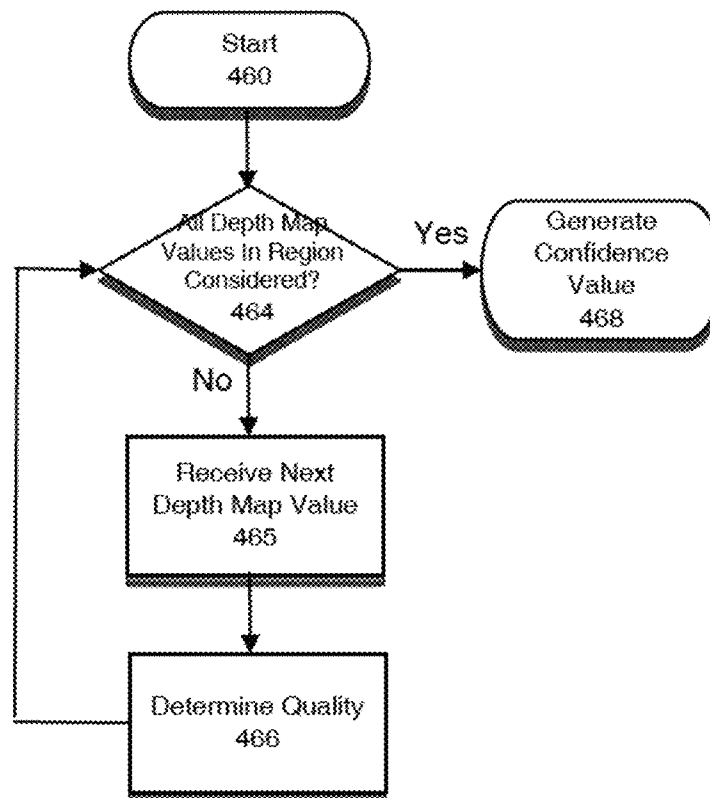 Start
460
All Depth Map
Values in Region
Considered?
464
Yes
Generate
Confidence
Value
468
No
Receive Next
Depth Map Value
465
Determine Quality
466